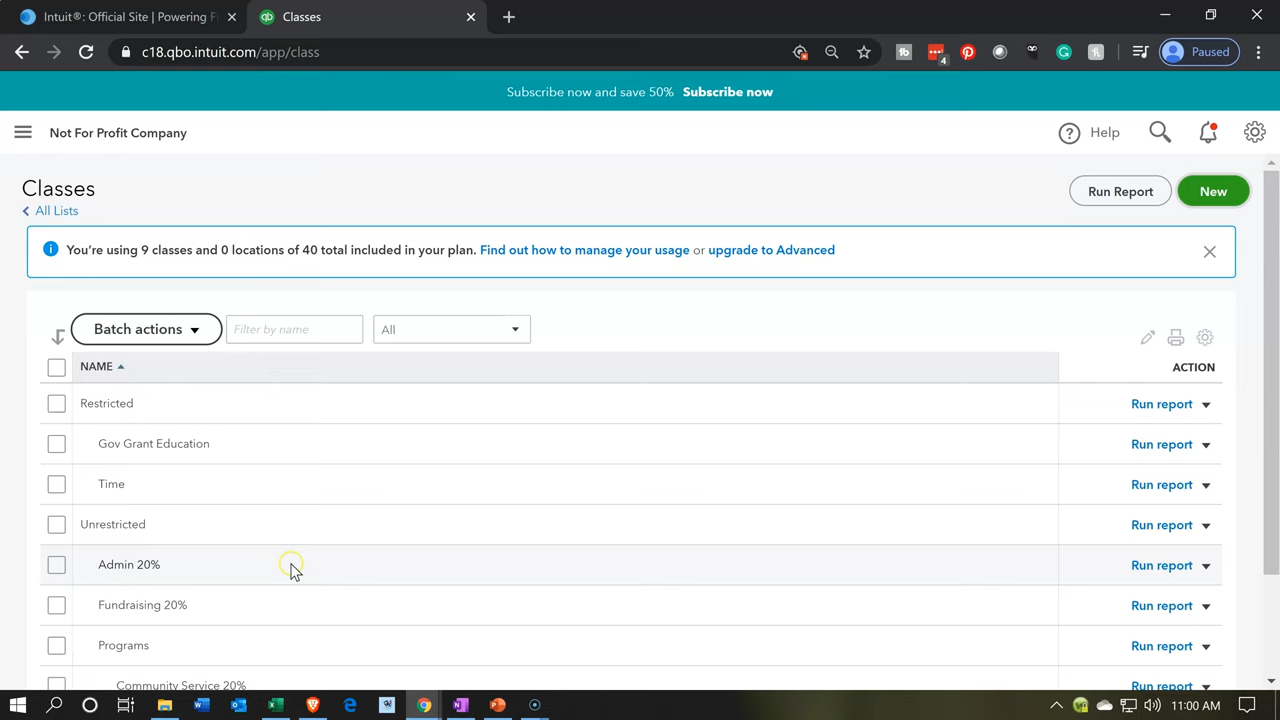 Intuit®: Official Site | Powering Fi
Classes
c18.qbo.intuit.com/app/class
4
Paused
Subscribe now and save 50% Subscribe now
Not For Profit Company
Help
Classes
All Lists
Run Report
New
You're using 9 classes and 0 locations of 40 total included in your plan. Find out how to manage your usage or upgrade to Advanced
Batch actions
Filter by name
All
NAME
ACTION
Restricted
Run report
Gov Grant Education
Run report
Time
Run report
Unrestricted
Run report
Admin 20%
Run report
Fundraising 20%
Run report
Programs
Run report
Community Service 20%
Run report
11:00 AM